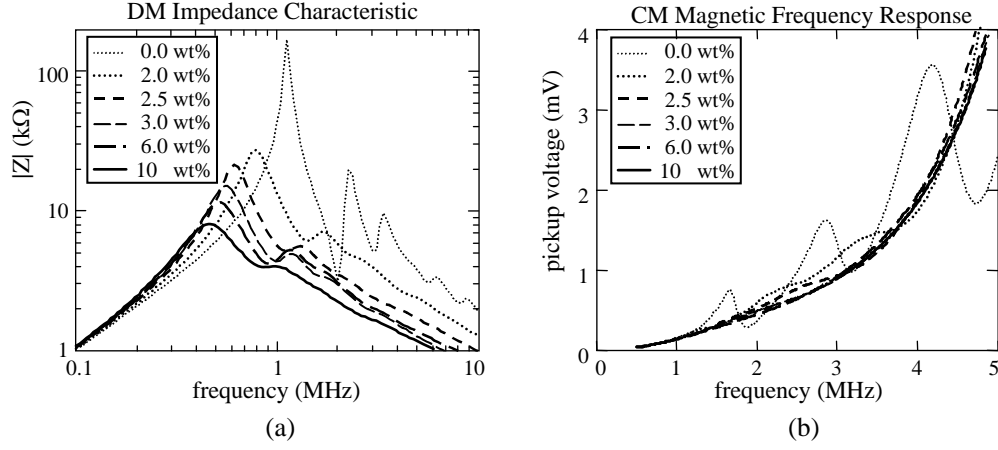 DM Impedance Characteristic
|Z| (kΩ)
100
10
1
0.0 wt%
2.0 wt%
2.5 wt%
3.0 wt%
6.0 wt%
10 wt%
0.1
1
10
frequency (MHz)
(a)
CM Magnetic Frequency Response
pickup voltage (mV)
4
3
2
1
0
0.0 wt%
2.0 wt%
2.5 wt%
3.0 wt%
6.0 wt%
10 wt%
0
1
2
3
4
5
frequency (MHz)
(b)